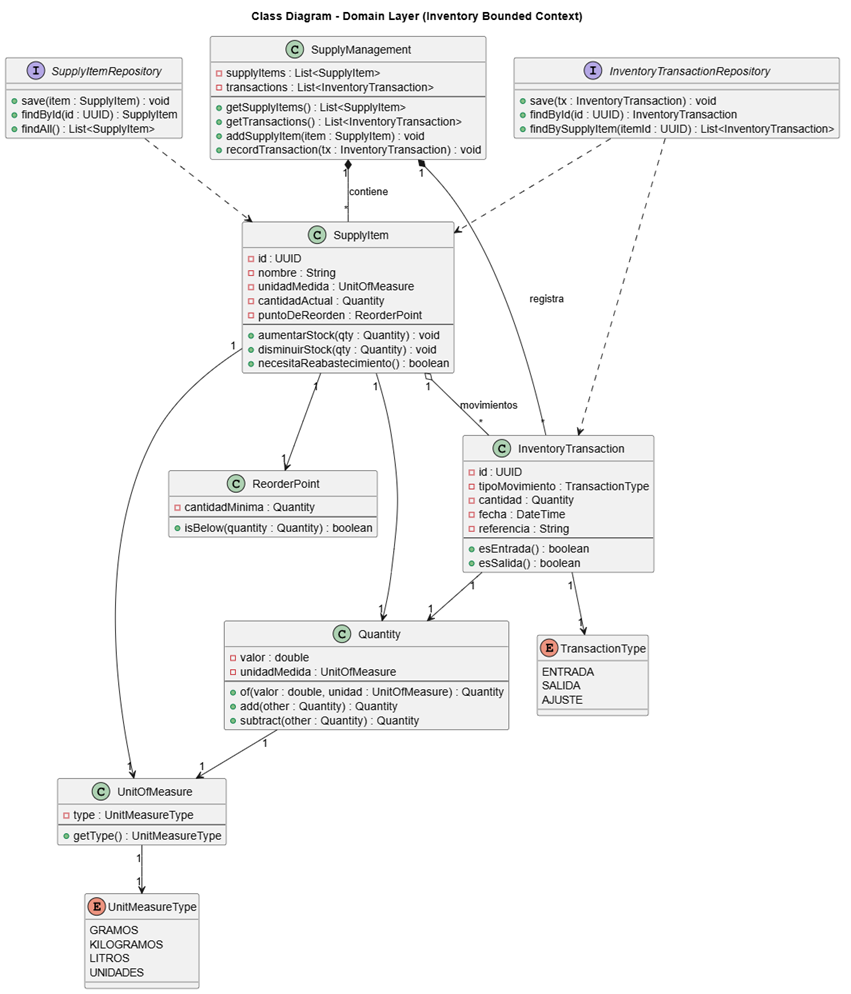 Class Diagram - Domain Layer (Inventory Bounded Context)
I SupplyItemRepository
save(item : SupplyItem) : void
findById(id : UUID) : SupplyItem
findAll() : List<SupplyItem>
C SupplyManagement
supplyItems : List<SupplyItem>
transactions : List<InventoryTransaction>
getSupplyItems() : List<SupplyItem>
getTransactions() : List<InventoryTransaction>
addSupplyItem(item : SupplyItem) : void
recordTransaction(tx : InventoryTransaction) : void
I InventoryTransactionRepository
save(tx : InventoryTransaction) : void
findById(id : UUID) : InventoryTransaction
findBySupplyItem(itemId : UUID) : List<InventoryTransaction>
1
1
contiene
*
C SupplyItem
id : UUID
nombre : String
unidadMedida : UnitOfMeasure
cantidadActual : Quantity
puntoDeReorden : ReorderPoint
aumentarStock(qty : Quantity) : void
disminuirStock(qty : Quantity) : void
necesitaReabastecimiento() : boolean
registra
1
1
1
1
movimientos
*
*
1
C ReorderPoint
cantidadMinima : Quantity
isBelow(quantity : Quantity) : boolean
C InventoryTransaction
id : UUID
tipoMovimiento : TransactionType
cantidad : Quantity
fecha : DateTime
referencia : String
esEntrada() : boolean
esSalida() : boolean
1
1
1
1
1
C Quantity
valor : double
unidadMedida : UnitOfMeasure
of(valor : double, unidad : UnitOfMeasure) : Quantity
add(other : Quantity) : Quantity
subtract(other : Quantity) : Quantity
E TransactionType
ENTRADA
SALIDA
AJUSTE
1
1
1
C UnitOfMeasure
type : UnitMeasureType
getType() : UnitMeasureType
1
1
E UnitMeasureType
GRAMOS
KILOGRAMOS
LITROS
UNIDADES